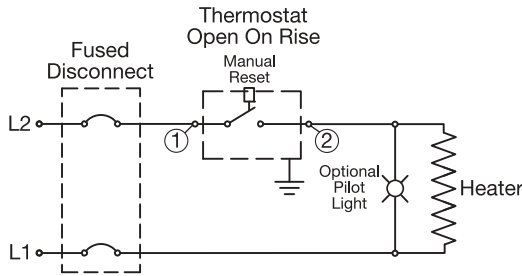 Thermostat
Open On Rise
Fused
Disconnect
Manual
Reset
L2
1
2
Optional
Pilot
Light
Heater
L1